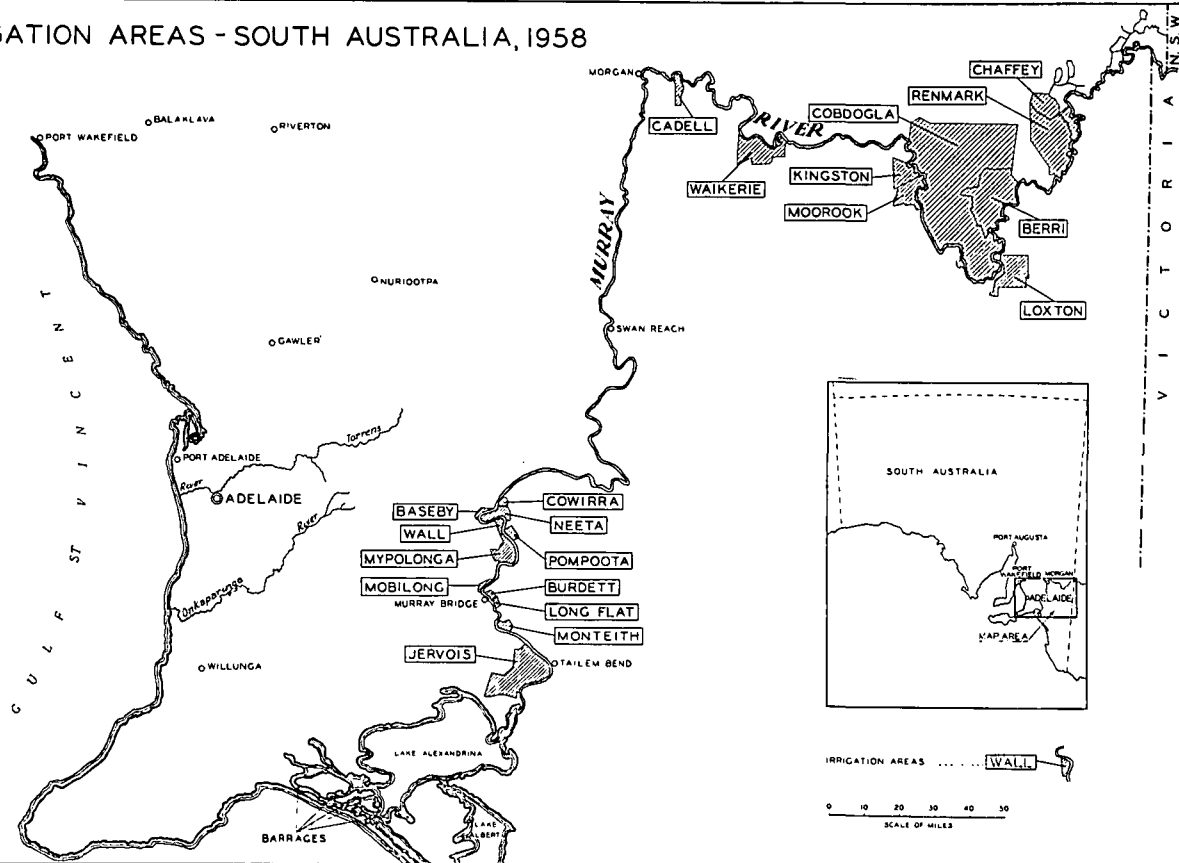 GATION AREAS - SOUTH AUSTRALIA, 1958
MORGAN
CADELL
WAIKERIE
RIVER
MURRAY
COBDOGLA
KINGSTON
MOOROOK
CHAFFEY
RENMARK
BERRI
LOXTON
N.S.W
VICTORIA
PORT WAKEFIELD
BALAKLAVA
RIVERTON
NURIOOTPA
GAWLER
SWAN REACH
GULF ST VINCENT
PORT ADELAIDE
River Torrens
ADELAIDE
Onkaparinga River
WILLUNGA
COWIRRA
BASEBY
NEETA
WALL
MYPOLONGA
POMPOOTA
MOBILONG
BURDETT
MURRAY BRIDGE
LONG FLAT
MONTEITH
JERVOIS
TAILEM BEND
LAKE ALEXANDRINA
LAKE ALBERT
BARRAGES
SOUTH AUSTRALIA
PORT AUGUSTA
PORT WAKEFIELD
MORGAN
ADELAIDE
MAP AREA
IRRIGATION AREAS ...... WALL
0 10 20 30 40 50
SCALE OF MILES